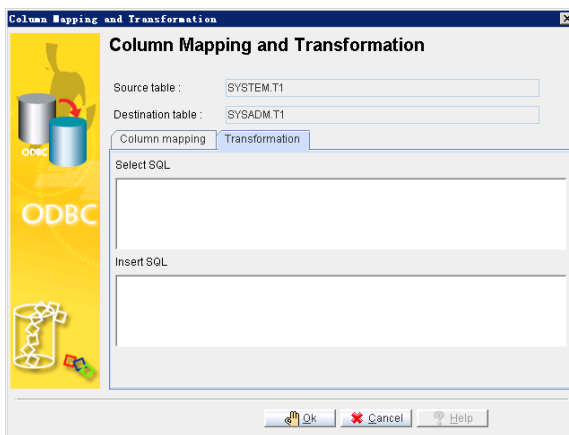 Column Mapping and Transformation
Column Mapping and Transformation
Source table : SYSTEM.T1
Destination table : SYSADM.T1
Column mapping Transformation
Select SQL
ODBC
ODBC
Insert SQL
Ok Cancel Help